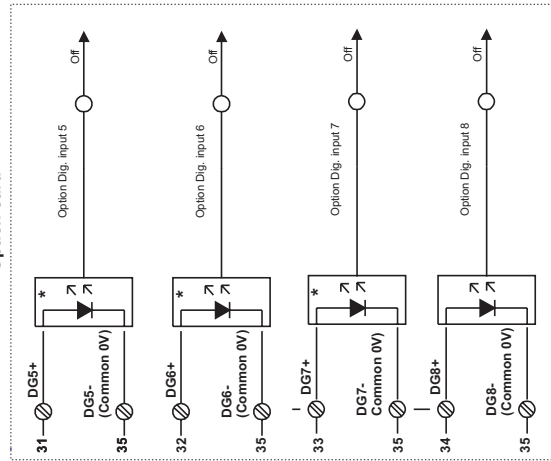 31
DG5+
*
Option Dig. input 5
Off
35
DG5-
(Common 0V)
32
DG6+
*
Option Dig. input 6
Off
35
DG6-
(Common 0V)
33
DG7+
*
Option Dig. input 7
Off
35
DG7-
Common 0V)
34
DG8+
Option Dig. input 8
Off
35
DG8-
(Common 0V)